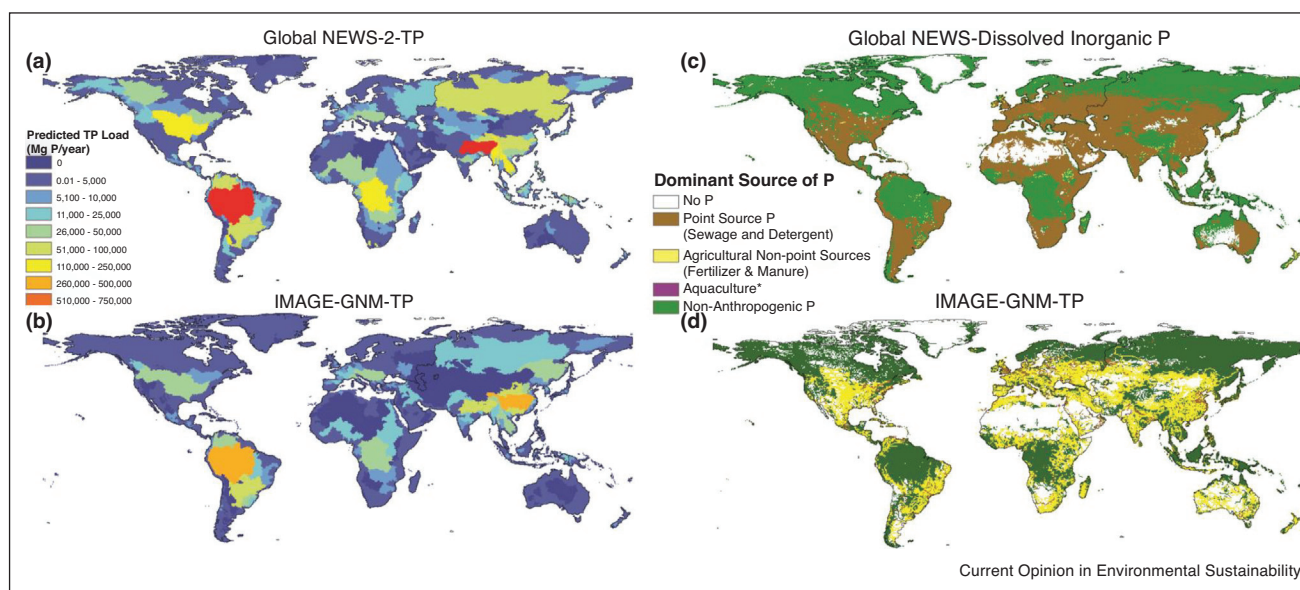 Global NEWS-2-TP
(a)
Predicted TP Load
(Mg P/year)
0
0.01 - 5,000
5,100 - 10,000
11,000 - 25,000
26,000 - 50,000
51,000 - 100,000
110,000 - 250,000
260,000 - 500,000
510,000 - 750,000
IMAGE-GNM-TP
(b)
Global NEWS-Dissolved Inorganic P
(c)
Dominant Source of P
No P
Point Source P
(Sewage and Detergent)
Agricultural Non-point Sources
(Fertilizer & Manure)
Aquaculture*
Non-Anthropogenic P
IMAGE-GNM-TP
(d)
Current Opinion in Environmental Sustainability